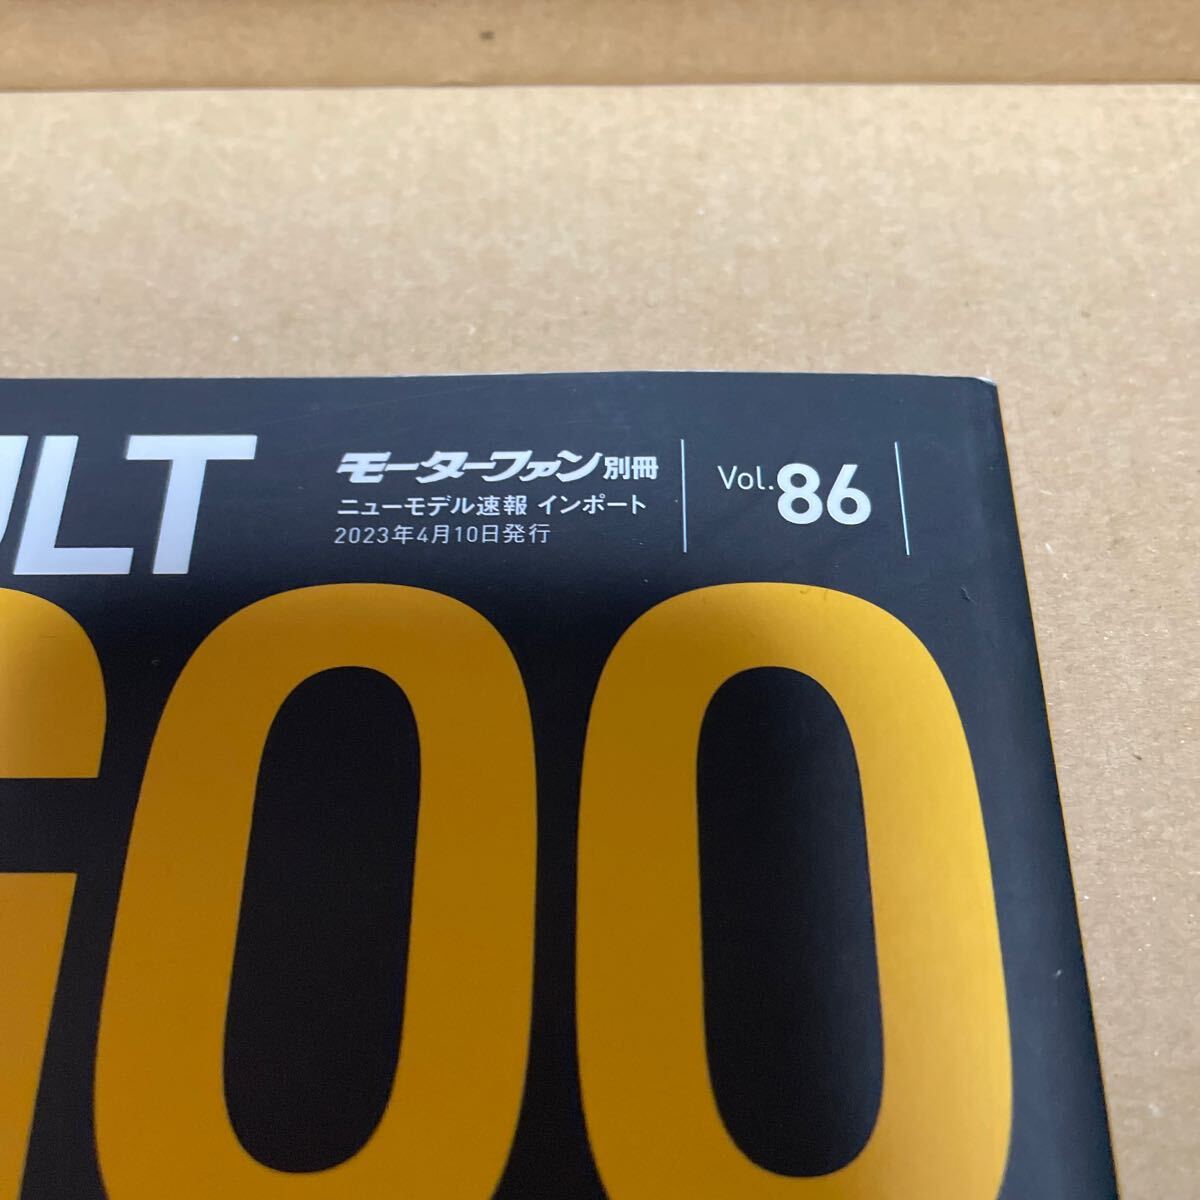 ULT
モーターファン別冊
ニューモデル速報 インポート
2023年4月10日発行
Vol.86
GOO